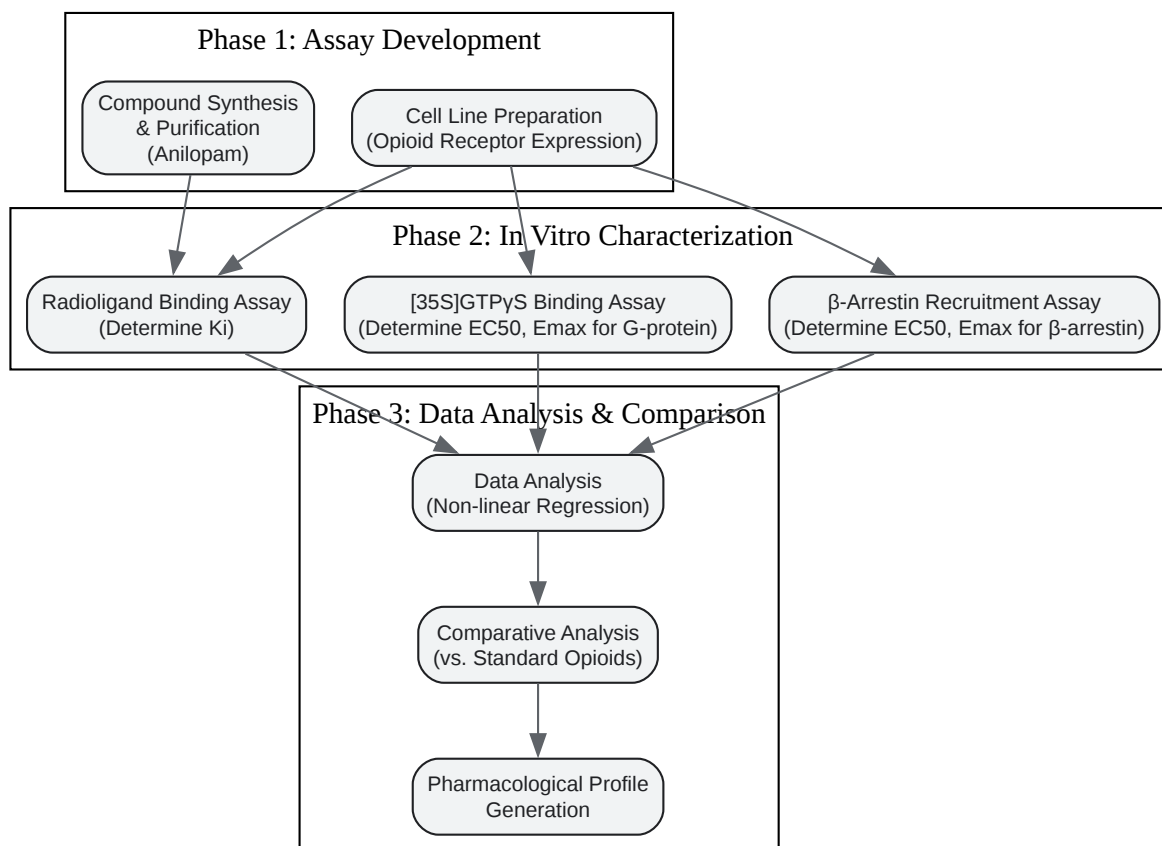 Phase 1: Assay Development
Compound Synthesis
& Purification
(Anilopam)
Cell Line Preparation
(Opioid Receptor Expression)
Phase 2: In Vitro Characterization
Radioligand Binding Assay
(Determine Ki)
[35S]GTPγS Binding Assay
(Determine EC50, Emax for G-protein)
β-Arrestin Recruitment Assay
(Determine EC50, Emax for β-arrestin)
Phase 3: Data Analysis & Comparison
Data Analysis
(Non-linear Regression)
Comparative Analysis
(vs. Standard Opioids)
Pharmacological Profile
Generation